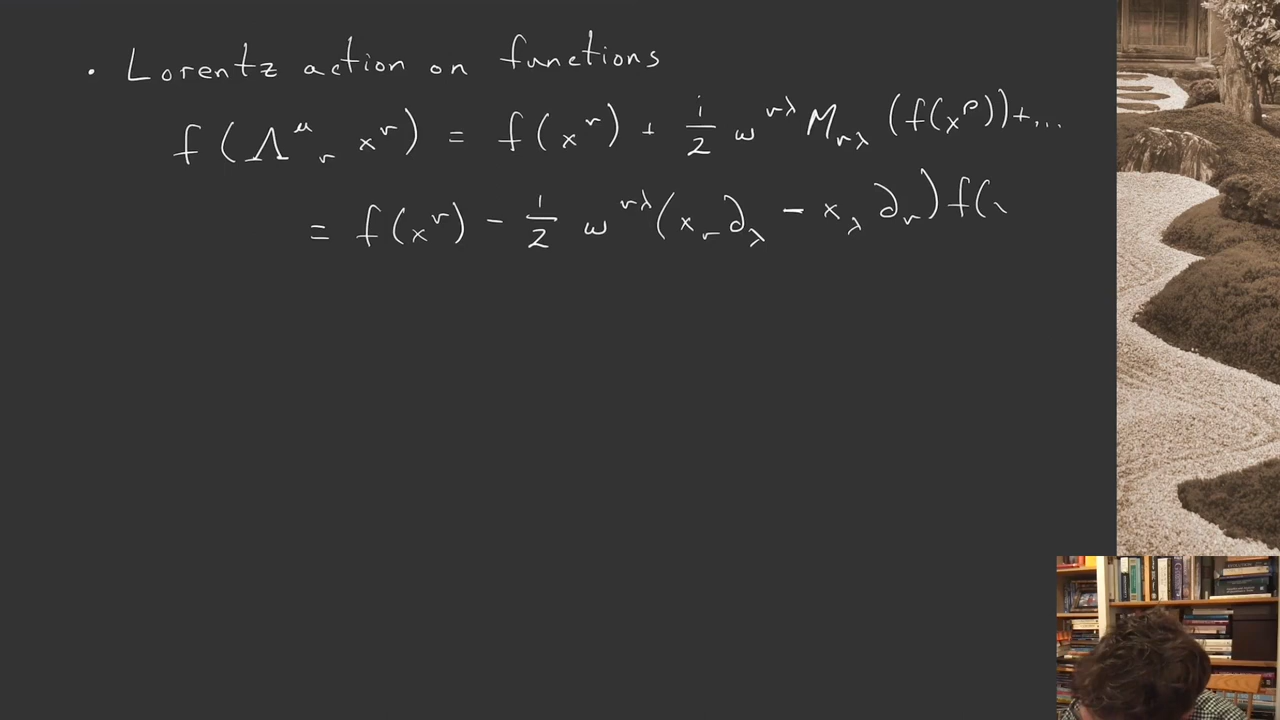 • Lorentz action on functions
f(Λ^μ_ν x^ν) = f(x^ν) + i/2 ω^{νλ} M_{νλ} (f(x^ρ)) + ...
= f(x^ν) - 1/2 ω^{νλ} (x_ν ∂_λ - x_λ ∂_ν) f(